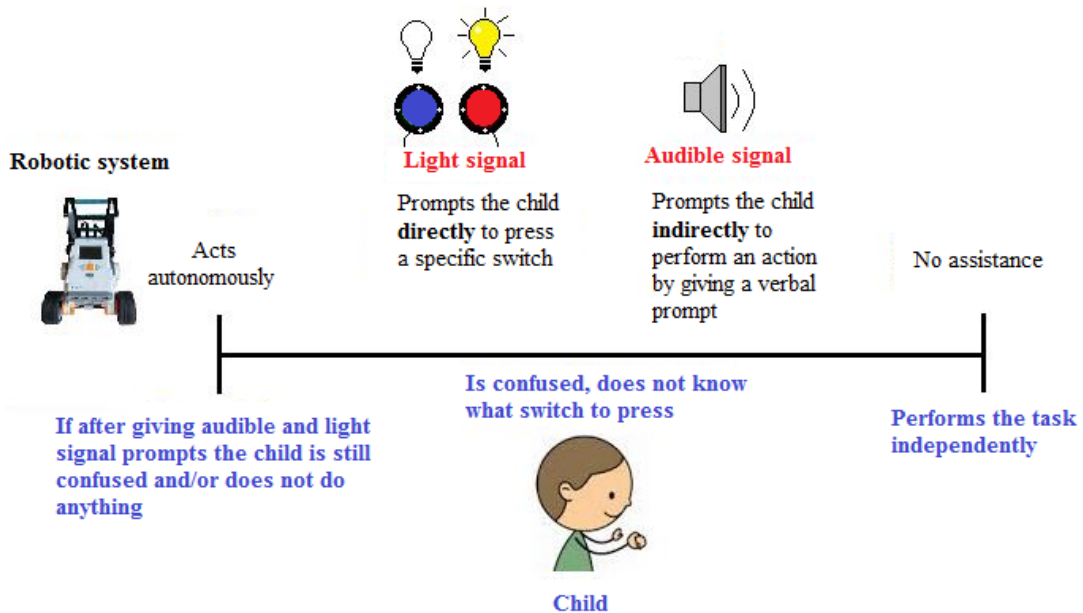 Robotic system
Acts
autonomously
Light signal
Prompts the child
directly to press
a specific switch
Audible signal
Prompts the child
indirectly to
perform an action
by giving a verbal
prompt
No assistance
If after giving audible and light
signal prompts the child is still
confused and/or does not do
anything
Is confused, does not know
what switch to press
Performs the task
independently
Child